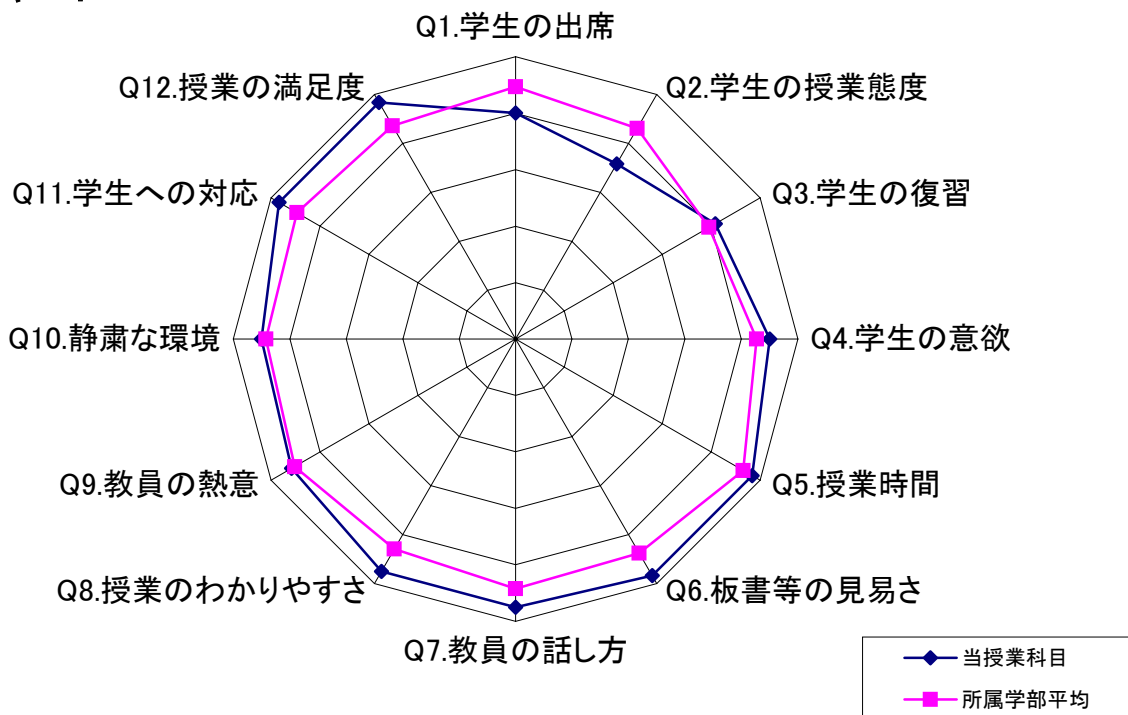 Q1.学生の出席
Q12.授業の満足度
Q2.学生の授業態度
Q11.学生への対応
Q3.学生の復習
Q10.静粛な環境
Q4.学生の意欲
Q9.教員の熱意
Q5.授業時間
Q8.授業のわかりやすさ
Q6.板書等の見易さ
Q7.教員の話し方
当授業科目
所属学部平均